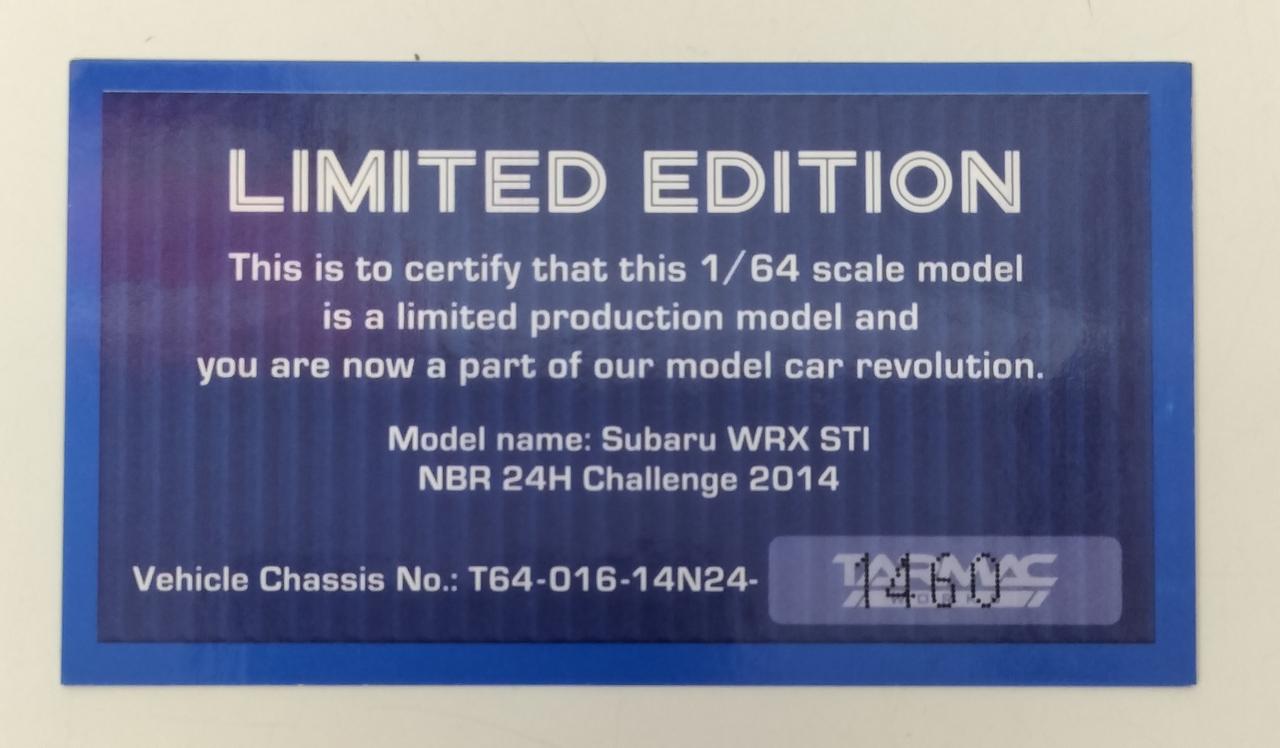 LIMITED EDITION
This is to certify that this 1/64 scale model
is a limited production model and
you are now a part of our model car revolution.
Model name: Subaru WRX STI
NBR 24H Challenge 2014
Vehicle Chassis No.: T64-016-14N24- 1460
TARMAC
WORKS